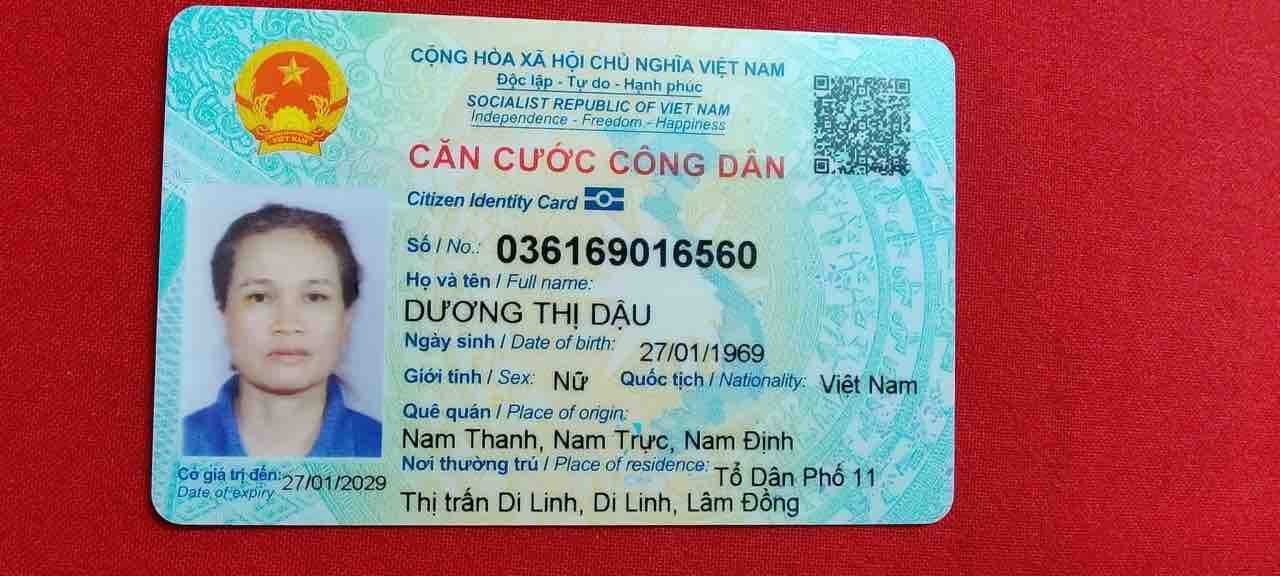 CỘNG HÒA XÃ HỘI CHỦ NGHĨA VIỆT NAM
Độc lập - Tự do - Hạnh phúc
SOCIALIST REPUBLIC OF VIET NAM
Independence - Freedom - Happiness
CĂN CƯỚC CÔNG DÂN
Citizen Identity Card
Số / No.: 036169016560
Họ và tên / Full name:
DƯƠNG THỊ DẬU
Ngày sinh / Date of birth: 27/01/1969
Giới tính / Sex: Nữ Quốc tịch / Nationality: Việt Nam
Quê quán / Place of origin:
Nam Thanh, Nam Trực, Nam Định
Nơi thường trú / Place of residence: Tổ Dân Phố 11
Thị trấn Di Linh, Di Linh, Lâm Đồng
Có giá trị đến: 27/01/2029
Date of expiry
VIỆT NAM